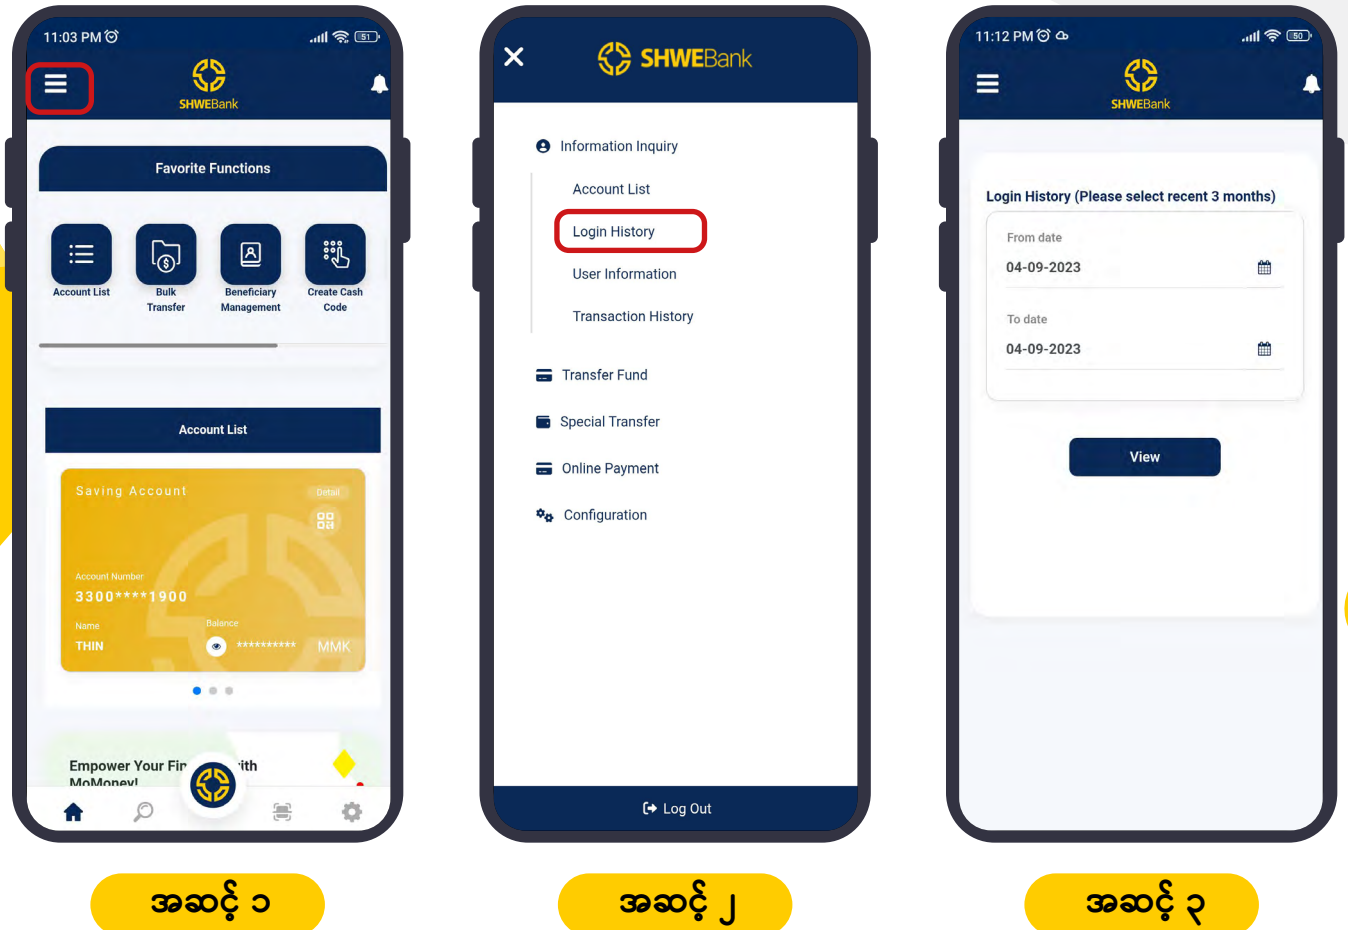 11:03 PM
51
SHWEBank
Favorite Functions
Account List
Bulk
Transfer
Beneficiary
Management
Create Cash
Code
Account List
Saving Account
Detail
Account Number
3300****1900
Name
Balance
THIN
********** MMK
Empower Your Fin
ith
MoMoney!
အဆင့် ၁
SHWEBank
Information Inquiry
Account List
Login History
User Information
Transaction History
Transfer Fund
Special Transfer
Online Payment
Configuration
Log Out
အဆင့် ၂
11:12 PM
50
SHWEBank
Login History (Please select recent 3 months)
From date
04-09-2023
To date
04-09-2023
View
အဆင့် ၃